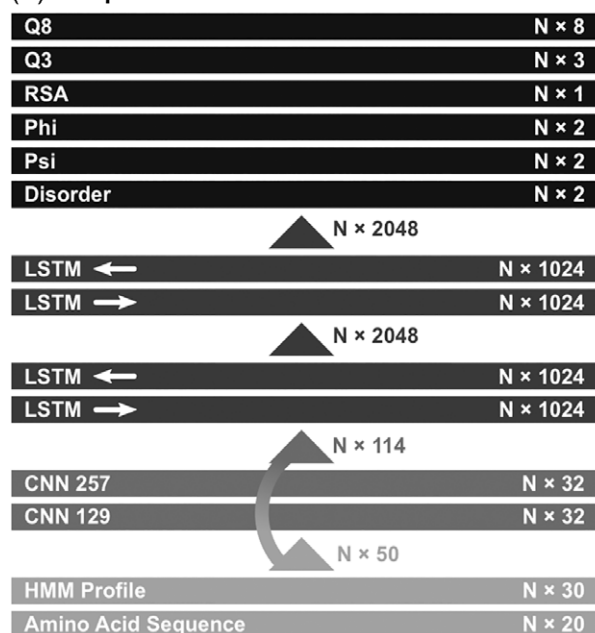 Q8 N × 8
Q3 N × 3
RSA N × 1
Phi N × 2
Psi N × 2
Disorder N × 2
N × 2048
LSTM ← N × 1024
LSTM → N × 1024
N × 2048
LSTM ← N × 1024
LSTM → N × 1024
N × 114
CNN 257 N × 32
CNN 129 N × 32
N × 50
HMM Profile N × 30
Amino Acid Sequence N × 20